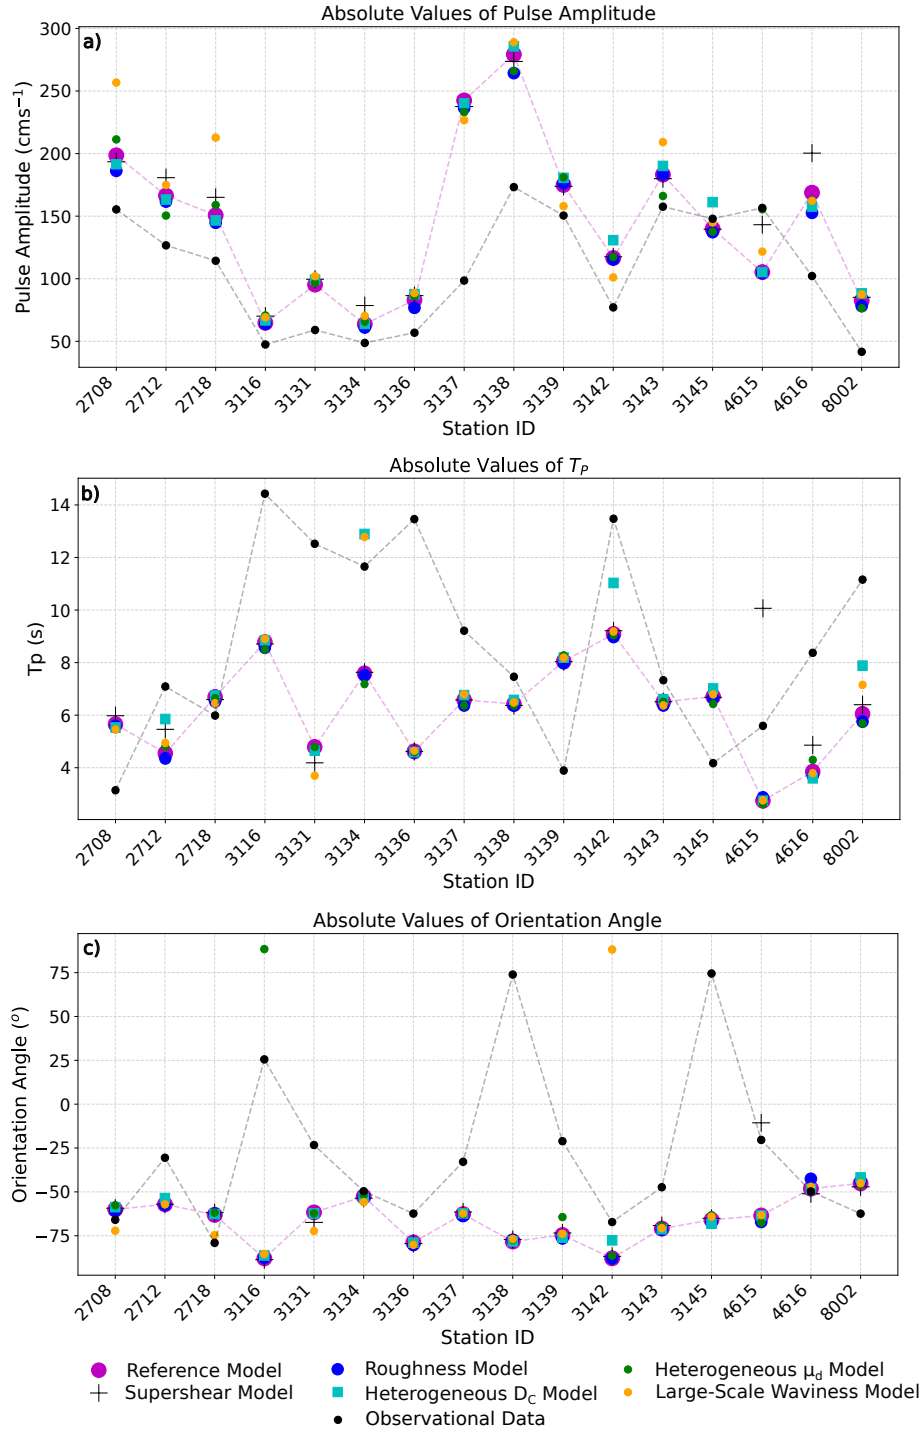 Absolute Values of Pulse Amplitude
a)
300
250
200
150
100
50
Pulse Amplitude (cms⁻¹)
2708 2712 2718 3116 3131 3134 3136 3137 3138 3139 3142 3143 3145 4615 4616 8002
Station ID
Absolute Values of T_P
b)
14
12
10
8
6
4
Tp (s)
2708 2712 2718 3116 3131 3134 3136 3137 3138 3139 3142 3143 3145 4615 4616 8002
Station ID
Absolute Values of Orientation Angle
c)
75
50
25
0
−25
−50
−75
Orientation Angle (°)
2708 2712 2718 3116 3131 3134 3136 3137 3138 3139 3142 3143 3145 4615 4616 8002
Station ID
Reference Model Roughness Model Heterogeneous μ_d Model
Supershear Model Heterogeneous D_C Model Large-Scale Waviness Model
Observational Data